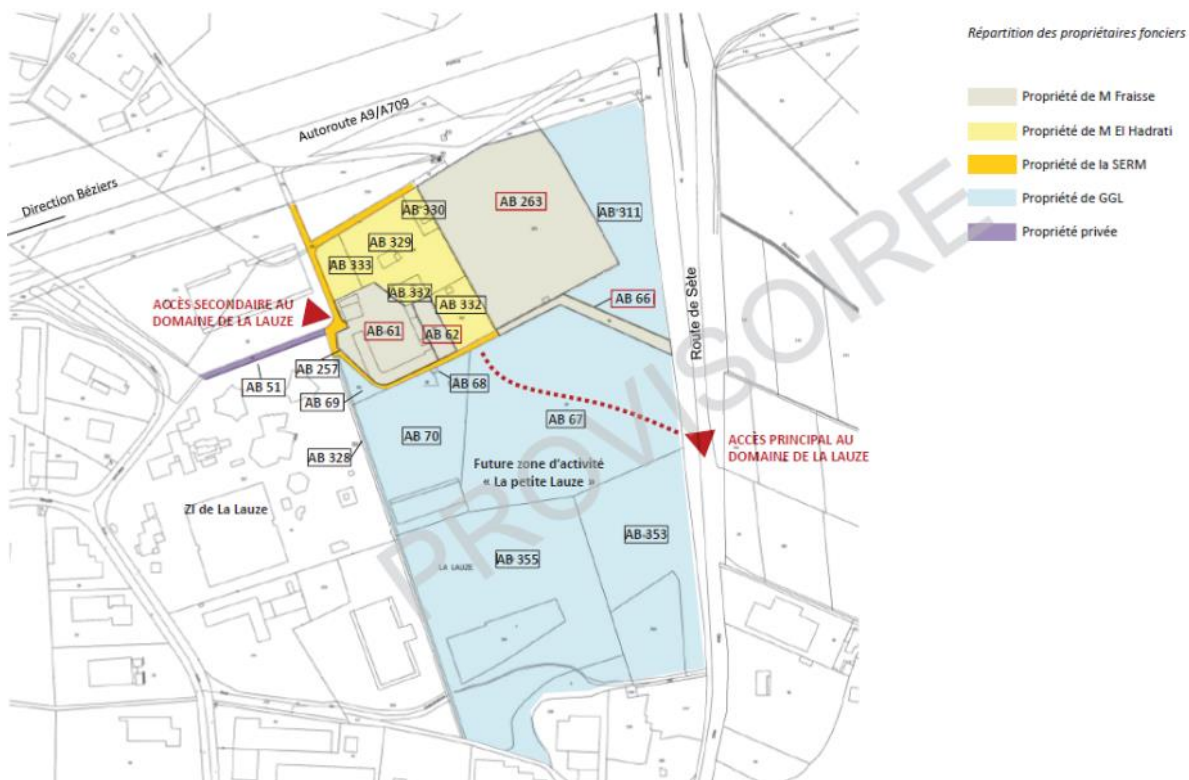 Répartition des propriétaires fonciers
Propriété de M Fraisse
Propriété de M El Hadrati
Propriété de la SERM
Propriété de GGL
Propriété privée
Autoroute A9/A709
Direction Béziers
AB 263
AB 330
AB 311
AB 329
AB 333
AB 332
AB 332
AB 66
ACCÈS SECONDAIRE AU
DOMAINE DE LA LAUZE
AB 61
AB 62
Route de Sète
AB 257
AB 51
AB 68
AB 69
AB 67
AB 70
ACCÈS PRINCIPAL AU
DOMAINE DE LA LAUZE
AB 328
Future zone d'activité
« La petite Lauze »
ZI de La Lauze
AB 353
AB 355
LA LAUZE
PROVISOIRE